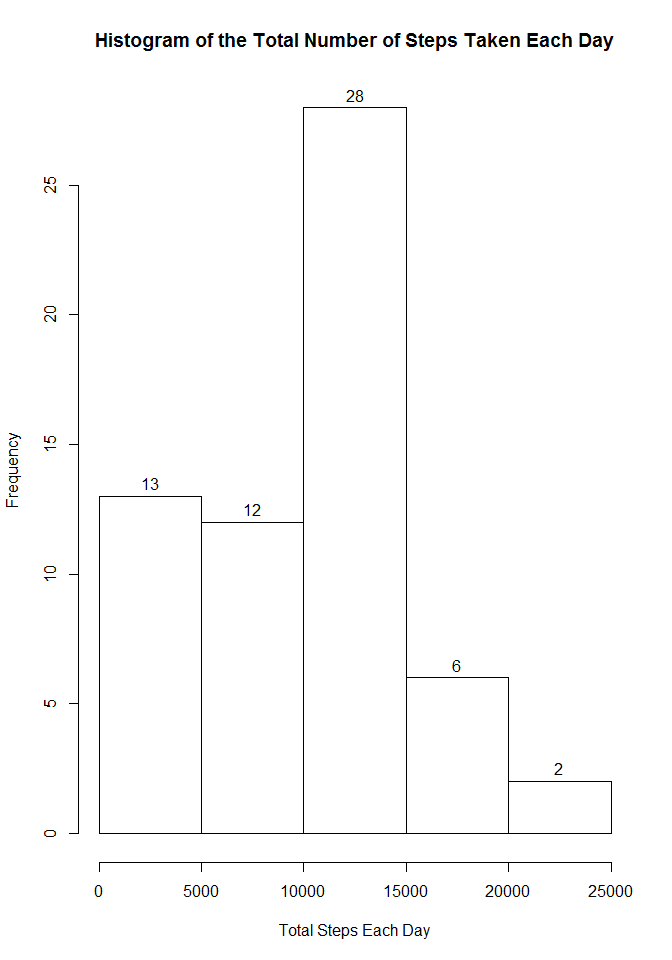 Histogram of the Total Number of Steps Taken Each Day
28
13
12
6
2
Frequency
25
20
15
10
5
0
0 5000 10000 15000 20000 25000
Total Steps Each Day